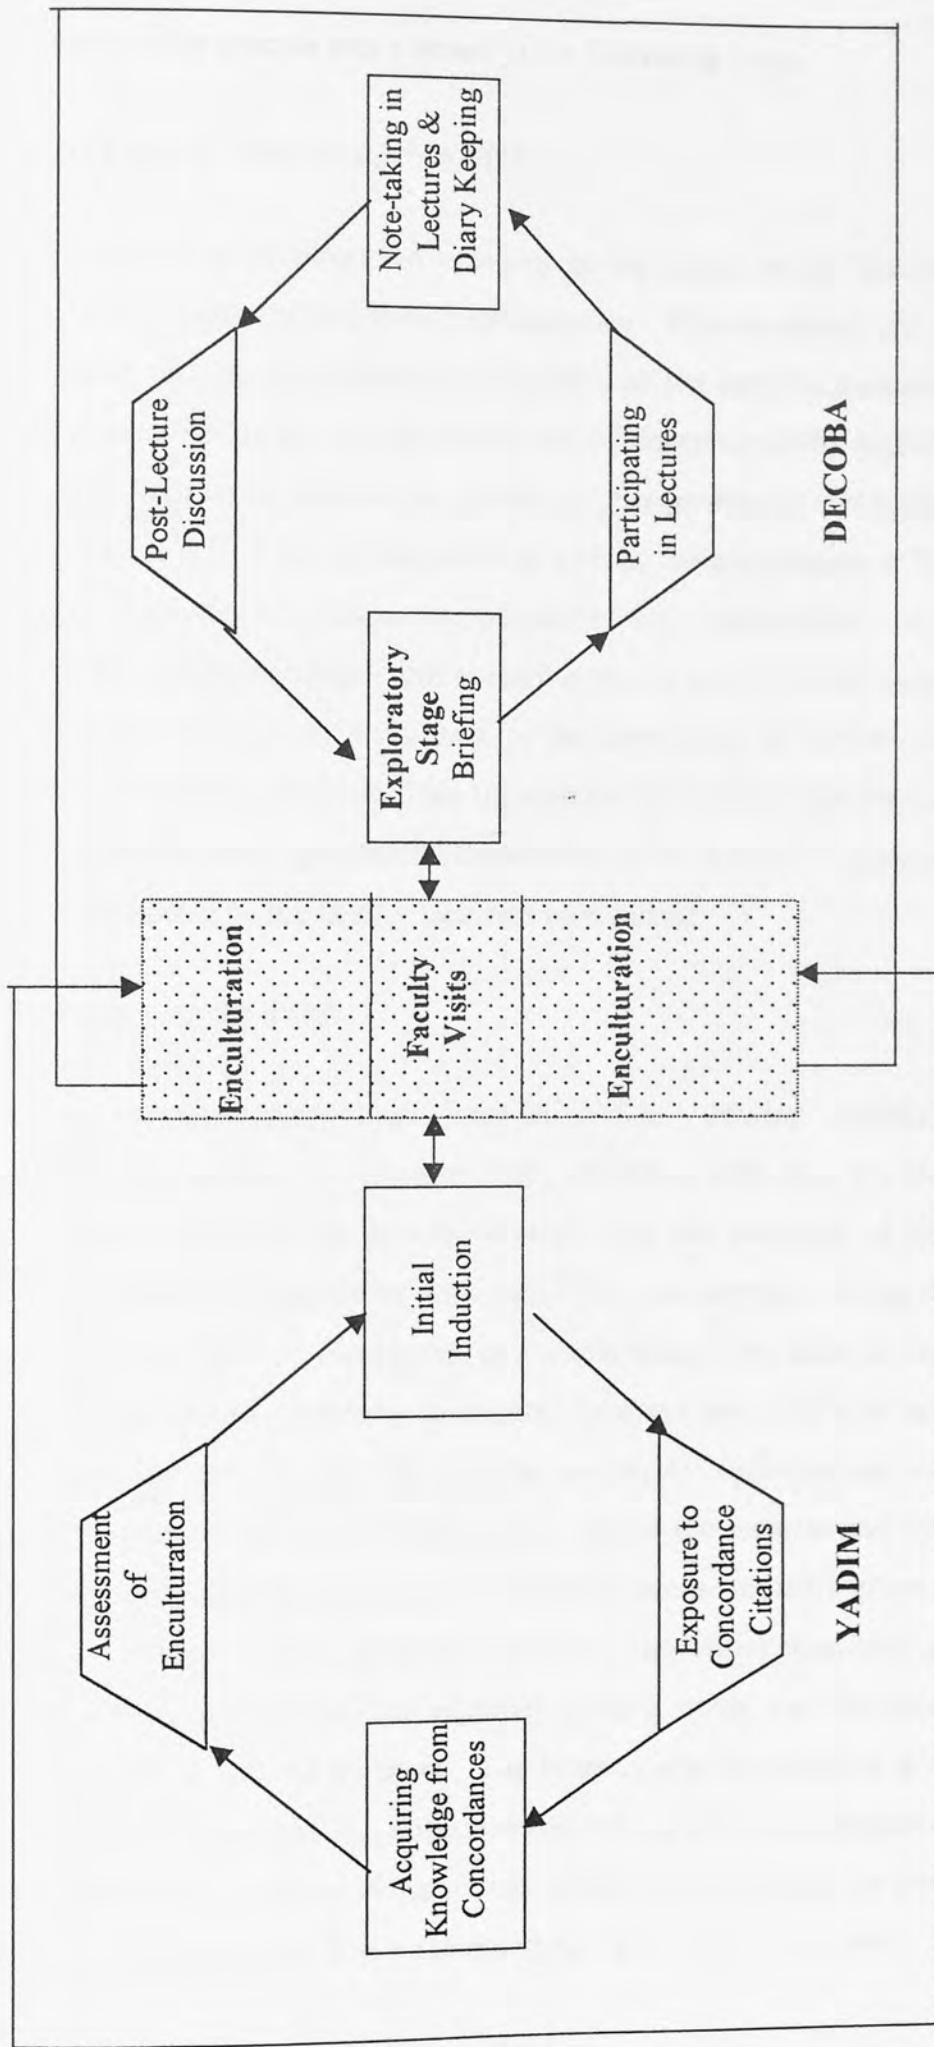 Assessment
of
Enculturation
Acquiring
Knowledge from
Concordances
Initial
Induction
Exposure to
Concordance
Citations
YADIM
Enculturation
Faculty
Visits
Enculturation
Post-Lecture
Discussion
Exploratory
Stage
Briefing
Note-taking in
Lectures &
Diary Keeping
Participating
in Lectures
DECOBA